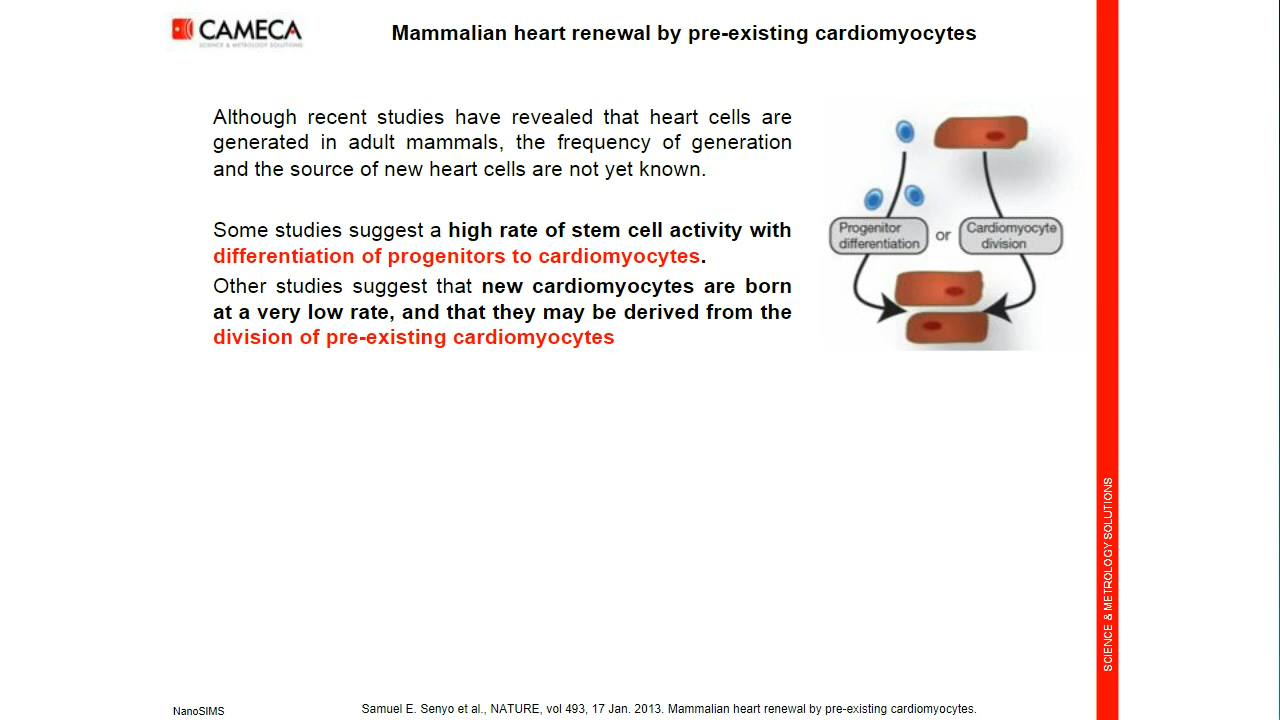 CAMECA
SCIENCE & METROLOGY SOLUTIONS
Mammalian heart renewal by pre-existing cardiomyocytes
Although recent studies have revealed that heart cells are
generated in adult mammals, the frequency of generation
and the source of new heart cells are not yet known.
Some studies suggest a high rate of stem cell activity with
differentiation of progenitors to cardiomyocytes.
Other studies suggest that new cardiomyocytes are born
at a very low rate, and that they may be derived from the
division of pre-existing cardiomyocytes
Progenitor
differentiation
or
Cardiomyocyte
division
SCIENCE & METROLOGY SOLUTIONS
NanoSIMS
Samuel E. Senyo et al., NATURE, vol 493, 17 Jan. 2013. Mammalian heart renewal by pre-existing cardiomyocytes.